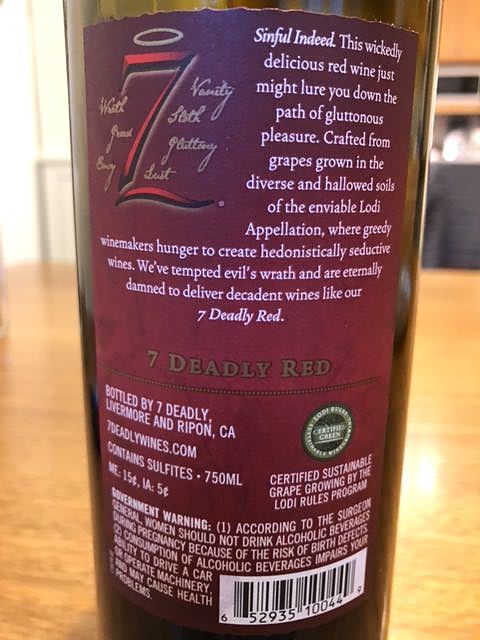 7
Wrath
Vanity
Sloth
Greed
Gluttony
Envy
Lust
Sinful Indeed. This wickedly
delicious red wine just
might lure you down the
path of gluttonous
pleasure. Crafted from
grapes grown in the
diverse and hallowed soils
of the enviable Lodi
Appellation, where greedy
winemakers hunger to create hedonistically seductive
wines. We've tempted evil's wrath and are eternally
damned to deliver decadent wines like our
7 Deadly Red.
7 DEADLY RED
BOTTLED BY 7 DEADLY,
LIVERMORE AND RIPON, CA
7DEADLYWINES.COM
CONTAINS SULFITES • 750ML
ME: 15¢, IA: 5¢
LODI RULES
CERTIFIED
GREEN
CERTIFIED SUSTAINABLE
GRAPE GROWING BY THE
LODI RULES PROGRAM
GOVERNMENT WARNING: (1) ACCORDING TO THE SURGEON
GENERAL, WOMEN SHOULD NOT DRINK ALCOHOLIC BEVERAGES
DURING PREGNANCY BECAUSE OF THE RISK OF BIRTH DEFECTS
(2) CONSUMPTION OF ALCOHOLIC BEVERAGES IMPAIRS YOUR
ABILITY TO DRIVE A CAR
OR OPERATE MACHINERY,
AND MAY CAUSE HEALTH
PROBLEMS.
6 52935 10044 9